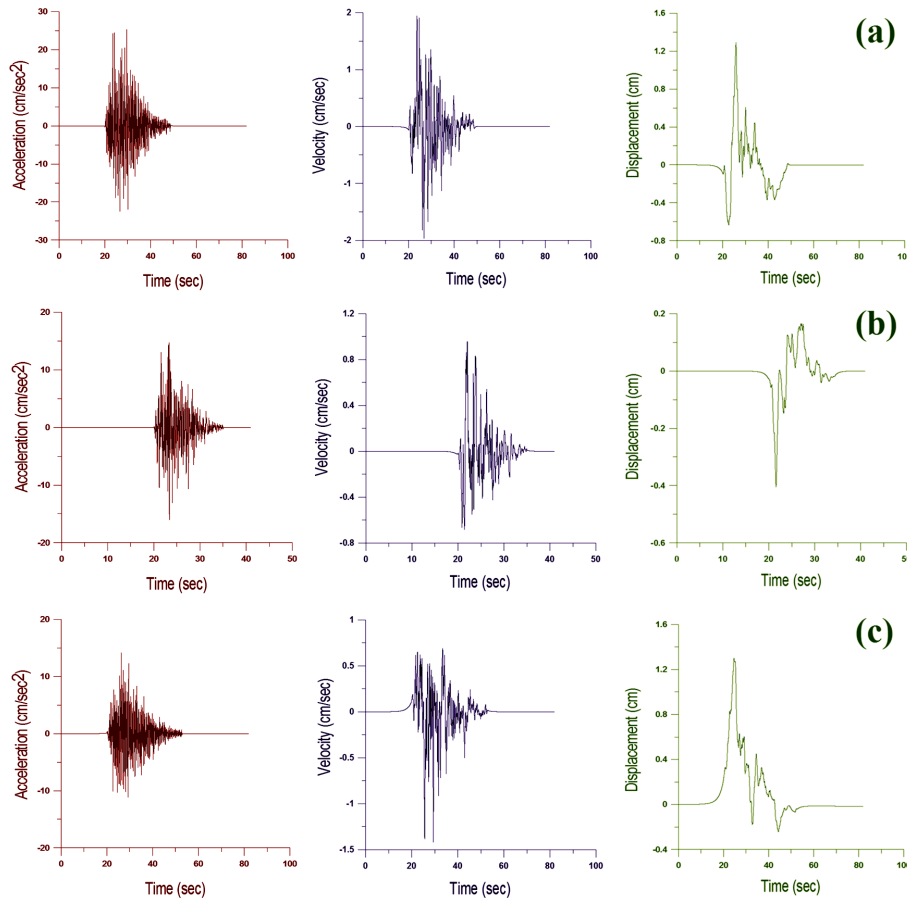 (a)
Acceleration (cm/sec2)
30
20
10
0
-10
-20
-30
0 20 40 60 80 100
Time (sec)
Velocity (cm/sec)
2
1
0
-1
-2
0 20 40 60 80 100
Time (sec)
Displacement (cm)
1.6
1.2
0.8
0.4
0
-0.4
-0.8
0 20 40 60 80 100
Time (sec)
(b)
Acceleration (cm/sec2)
20
10
0
-10
-20
0 10 20 30 40 50
Time (sec)
Velocity (cm/sec)
1.2
0.8
0.4
0
-0.4
-0.8
0 10 20 30 40 50
Time (sec)
Displacement (cm)
0.2
0
-0.2
-0.4
-0.6
0 10 20 30 40 50
Time (sec)
(c)
Acceleration (cm/sec2)
20
10
0
-10
-20
0 20 40 60 80 100
Time (sec)
Velocity (cm/sec)
1
0.5
0
-0.5
-1
-1.5
0 20 40 60 80 100
Time (sec)
Displacement (cm)
1.6
1.2
0.8
0.4
0
-0.4
0 20 40 60 80 100
Time (sec)